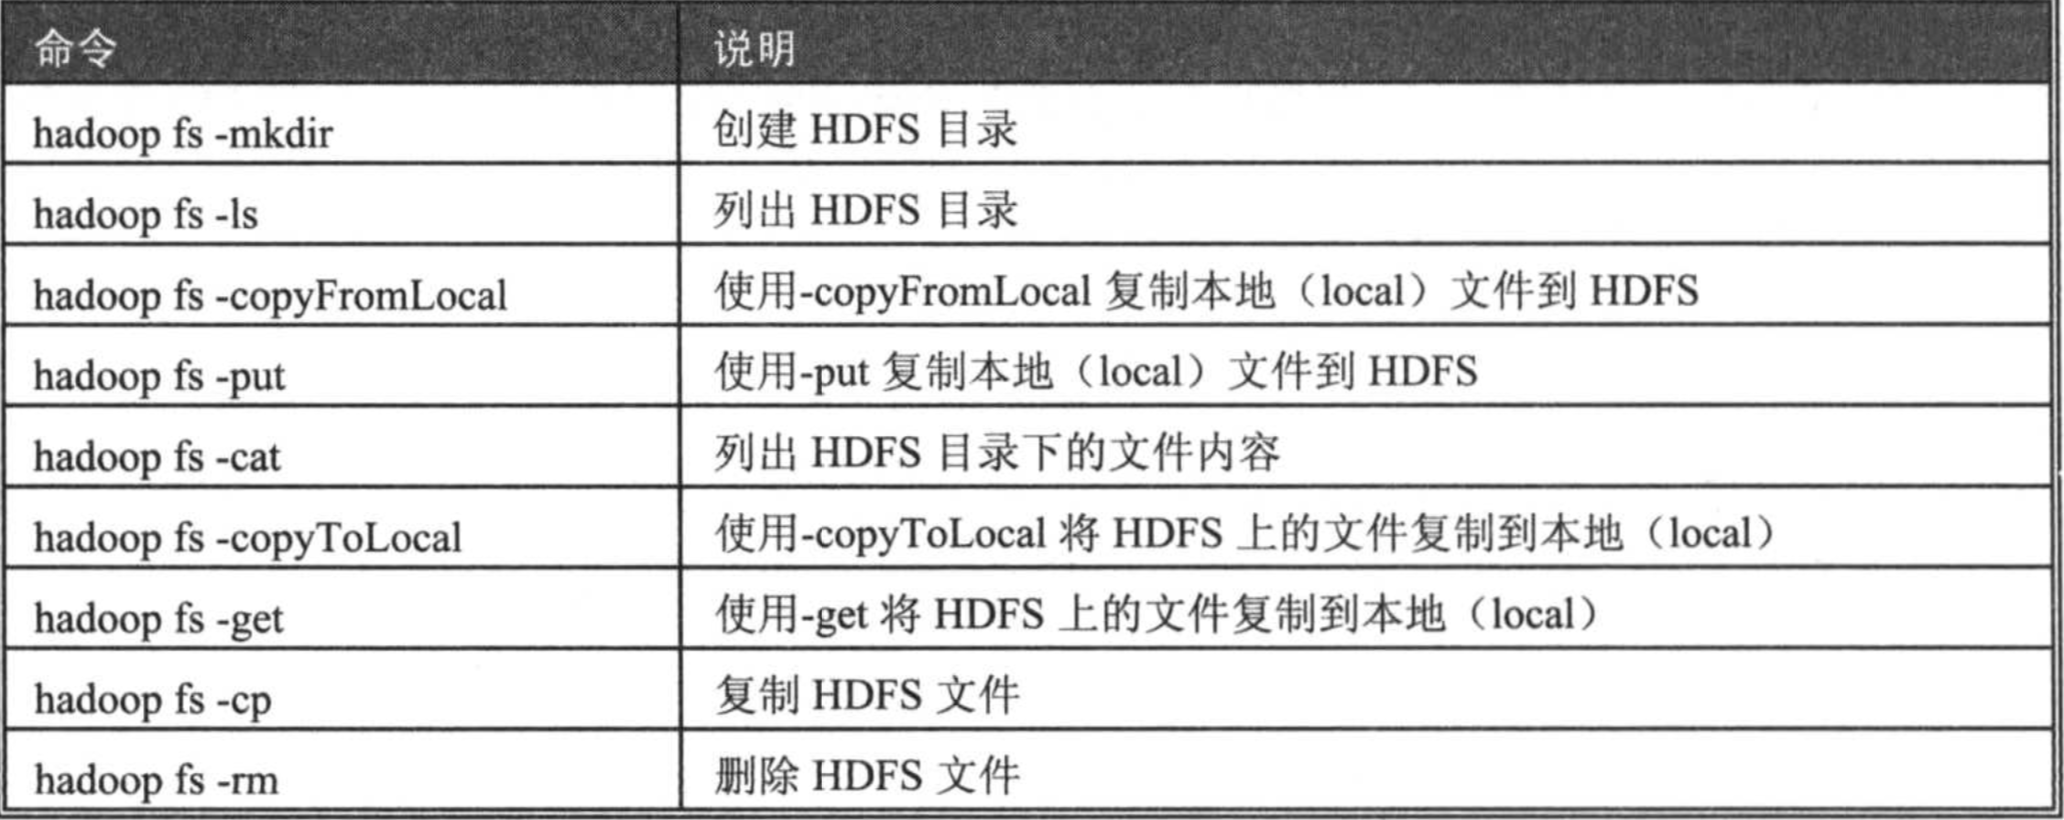 命令 说明
hadoop fs -mkdir 创建 HDFS 目录
hadoop fs -ls 列出 HDFS 目录
hadoop fs -copyFromLocal 使用-copyFromLocal 复制本地（local）文件到 HDFS
hadoop fs -put 使用-put 复制本地（local）文件到 HDFS
hadoop fs -cat 列出 HDFS 目录下的文件内容
hadoop fs -copyToLocal 使用-copyToLocal 将 HDFS 上的文件复制到本地（local）
hadoop fs -get 使用-get 将 HDFS 上的文件复制到本地（local）
hadoop fs -cp 复制 HDFS 文件
hadoop fs -rm 删除 HDFS 文件